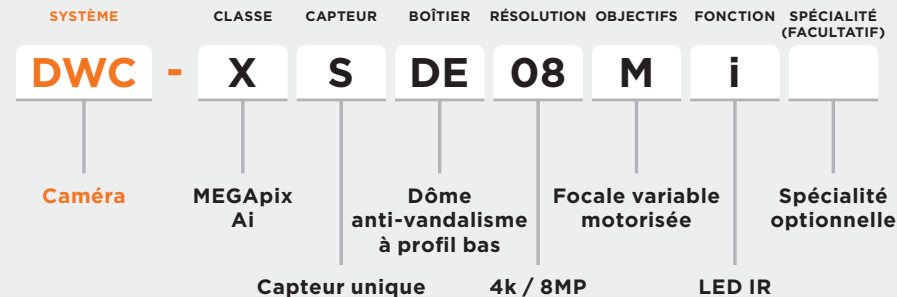 SYSTÈME CLASSE CAPTEUR BOÎTIER RÉSOLUTION OBJECTIFS FONCTION SPÉCIALITÉ
(FACULTATIF)
DWC - X S DE 08 M i
Caméra MEGApix Dôme Focale variable Spécialité
Ai anti-vandalisme motorisée optionnelle
à profil bas
Capteur unique 4k / 8MP LED IR